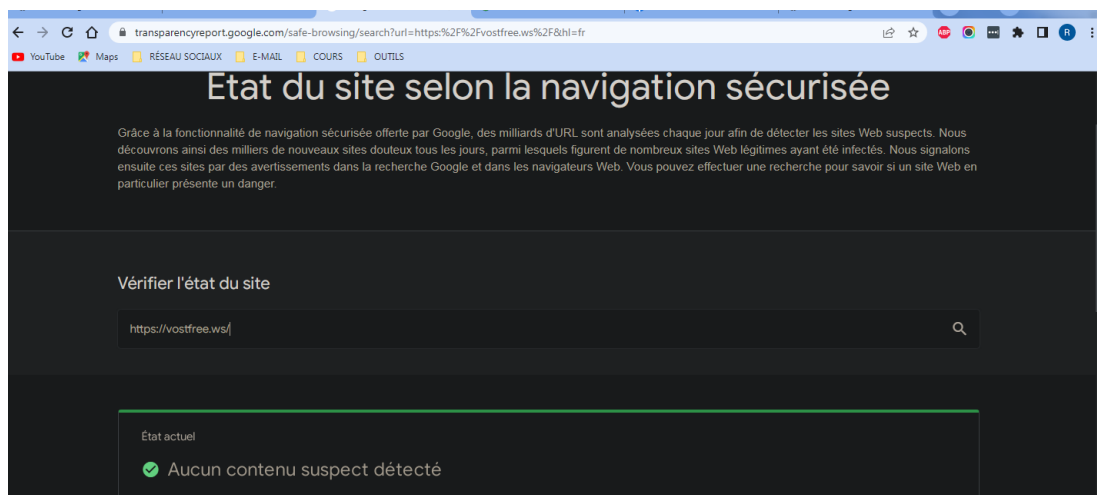 transparencyreport.google.com/safe-browsing/search?url=https:%2F%2Fvostfree.ws%2F&hl=fr
ABP
R
YouTube Maps RÉSEAU SOCIAUX E-MAIL COURS OUTILS
Etat du site selon la navigation sécurisée
Grâce à la fonctionnalité de navigation sécurisée offerte par Google, des milliards d'URL sont analysées chaque jour afin de détecter les sites Web suspects. Nous
découvrons ainsi des milliers de nouveaux sites douteux tous les jours, parmi lesquels figurent de nombreux sites Web légitimes ayant été infectés. Nous signalons
ensuite ces sites par des avertissements dans la recherche Google et dans les navigateurs Web. Vous pouvez effectuer une recherche pour savoir si un site Web en
particulier présente un danger.
Vérifier l'état du site
https://vostfree.ws/
État actuel
Aucun contenu suspect détecté